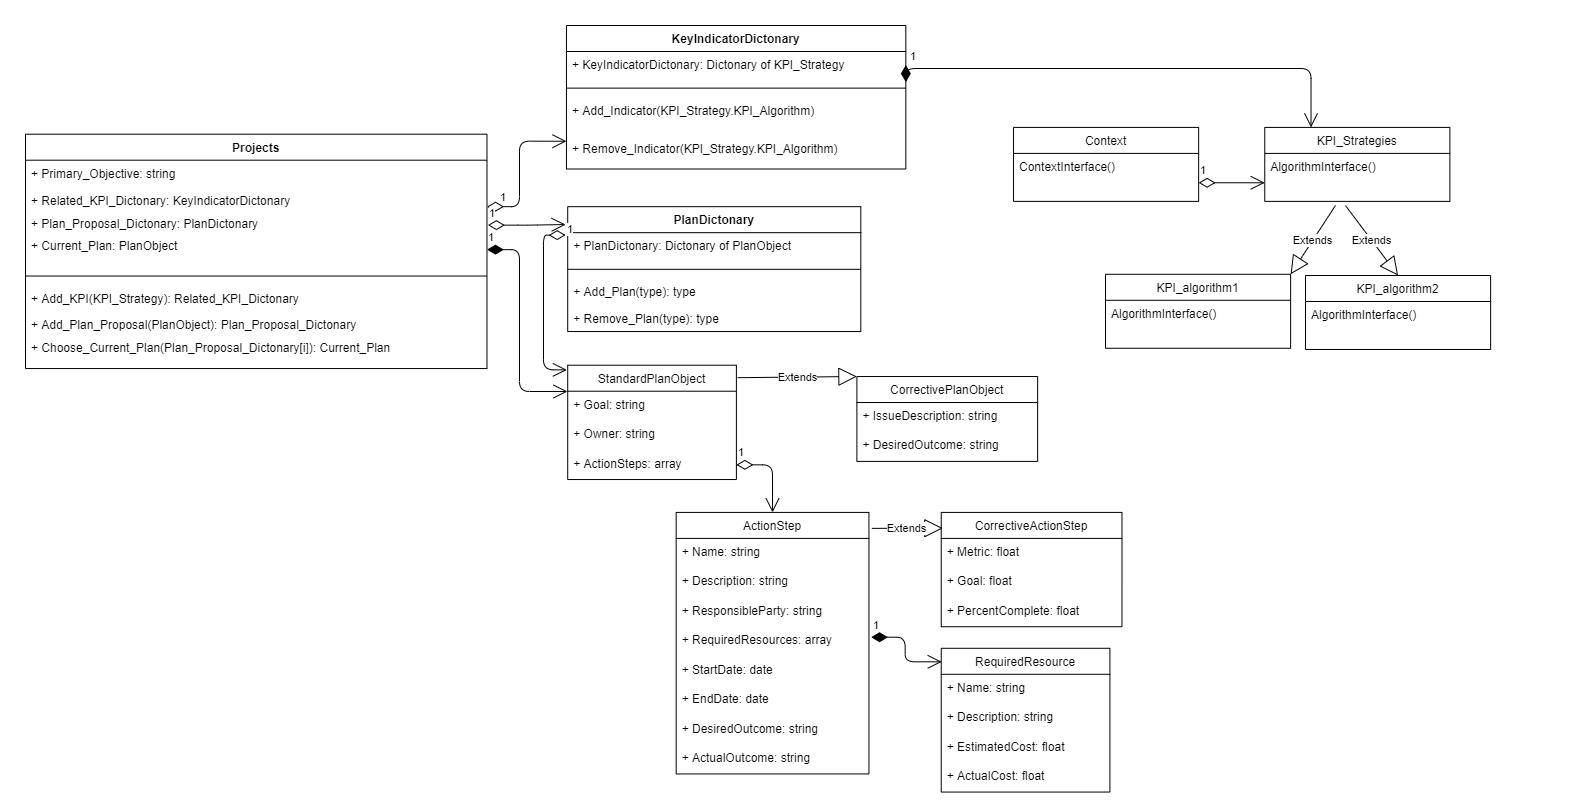 KeyIndicatorDictonary
+ KeyIndicatorDictonary: Dictonary of KPI_Strategy
+ Add_Indicator(KPI_Strategy.KPI_Algorithm)
+ Remove_Indicator(KPI_Strategy.KPI_Algorithm)
1
Projects
+ Primary_Objective: string
+ Related_KPI_Dictonary: KeyIndicatorDictonary
+ Plan_Proposal_Dictonary: PlanDictonary
+ Current_Plan: PlanObject
+ Add_KPI(KPI_Strategy): Related_KPI_Dictonary
+ Add_Plan_Proposal(PlanObject): Plan_Proposal_Dictonary
+ Choose_Current_Plan(Plan_Proposal_Dictonary[i]): Current_Plan
1
1
1
Context
ContextInterface()
1
KPI_Strategies
AlgorithmInterface()
Extends
Extends
KPI_algorithm1
AlgorithmInterface()
KPI_algorithm2
AlgorithmInterface()
PlanDictonary
+ PlanDictonary: Dictonary of PlanObject
+ Add_Plan(type): type
+ Remove_Plan(type): type
1
StandardPlanObject
+ Goal: string
+ Owner: string
+ ActionSteps: array
1
Extends
CorrectivePlanObject
+ IssueDescription: string
+ DesiredOutcome: string
ActionStep
+ Name: string
+ Description: string
+ ResponsibleParty: string
+ RequiredResources: array
+ StartDate: date
+ EndDate: date
+ DesiredOutcome: string
+ ActualOutcome: string
Extends
1
CorrectiveActionStep
+ Metric: float
+ Goal: float
+ PercentComplete: float
RequiredResource
+ Name: string
+ Description: string
+ EstimatedCost: float
+ ActualCost: float